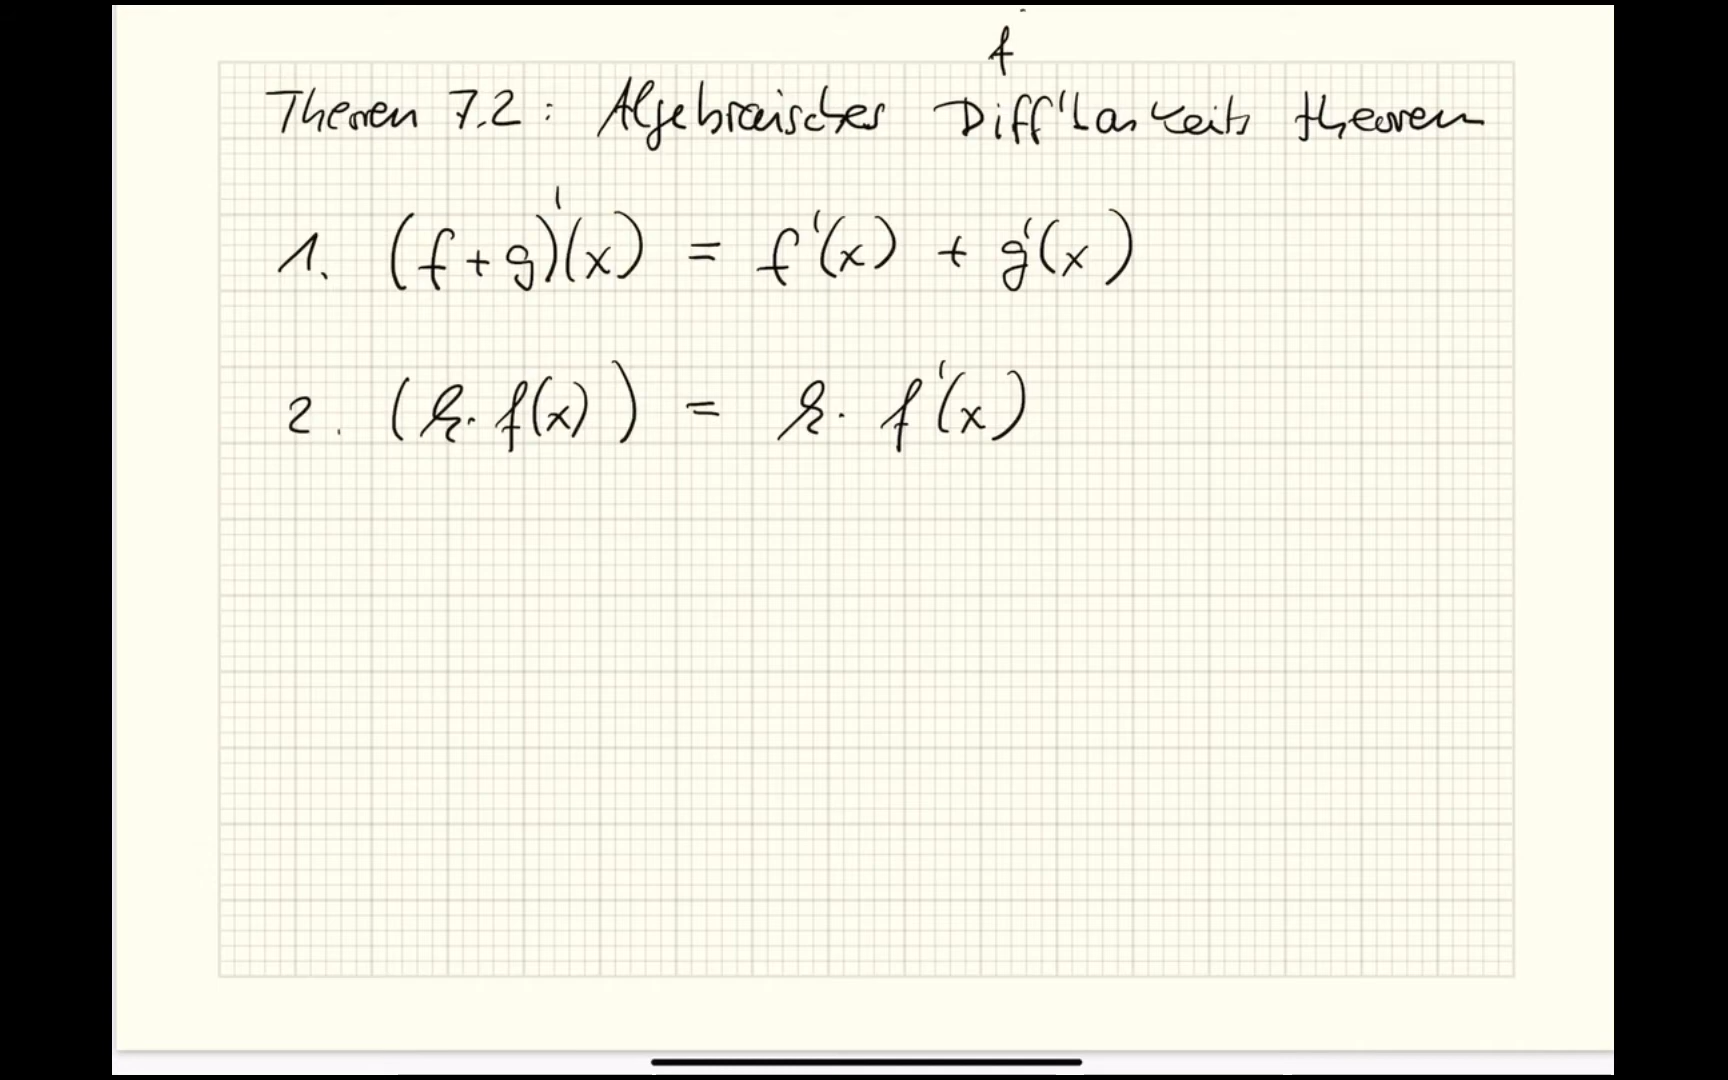 f
Theorem 7.2: Algebraisches Diff'barkeits theorem
1. (f+g)'(x) = f'(x) + g'(x)
2. (k·f(x)) = k·f'(x)